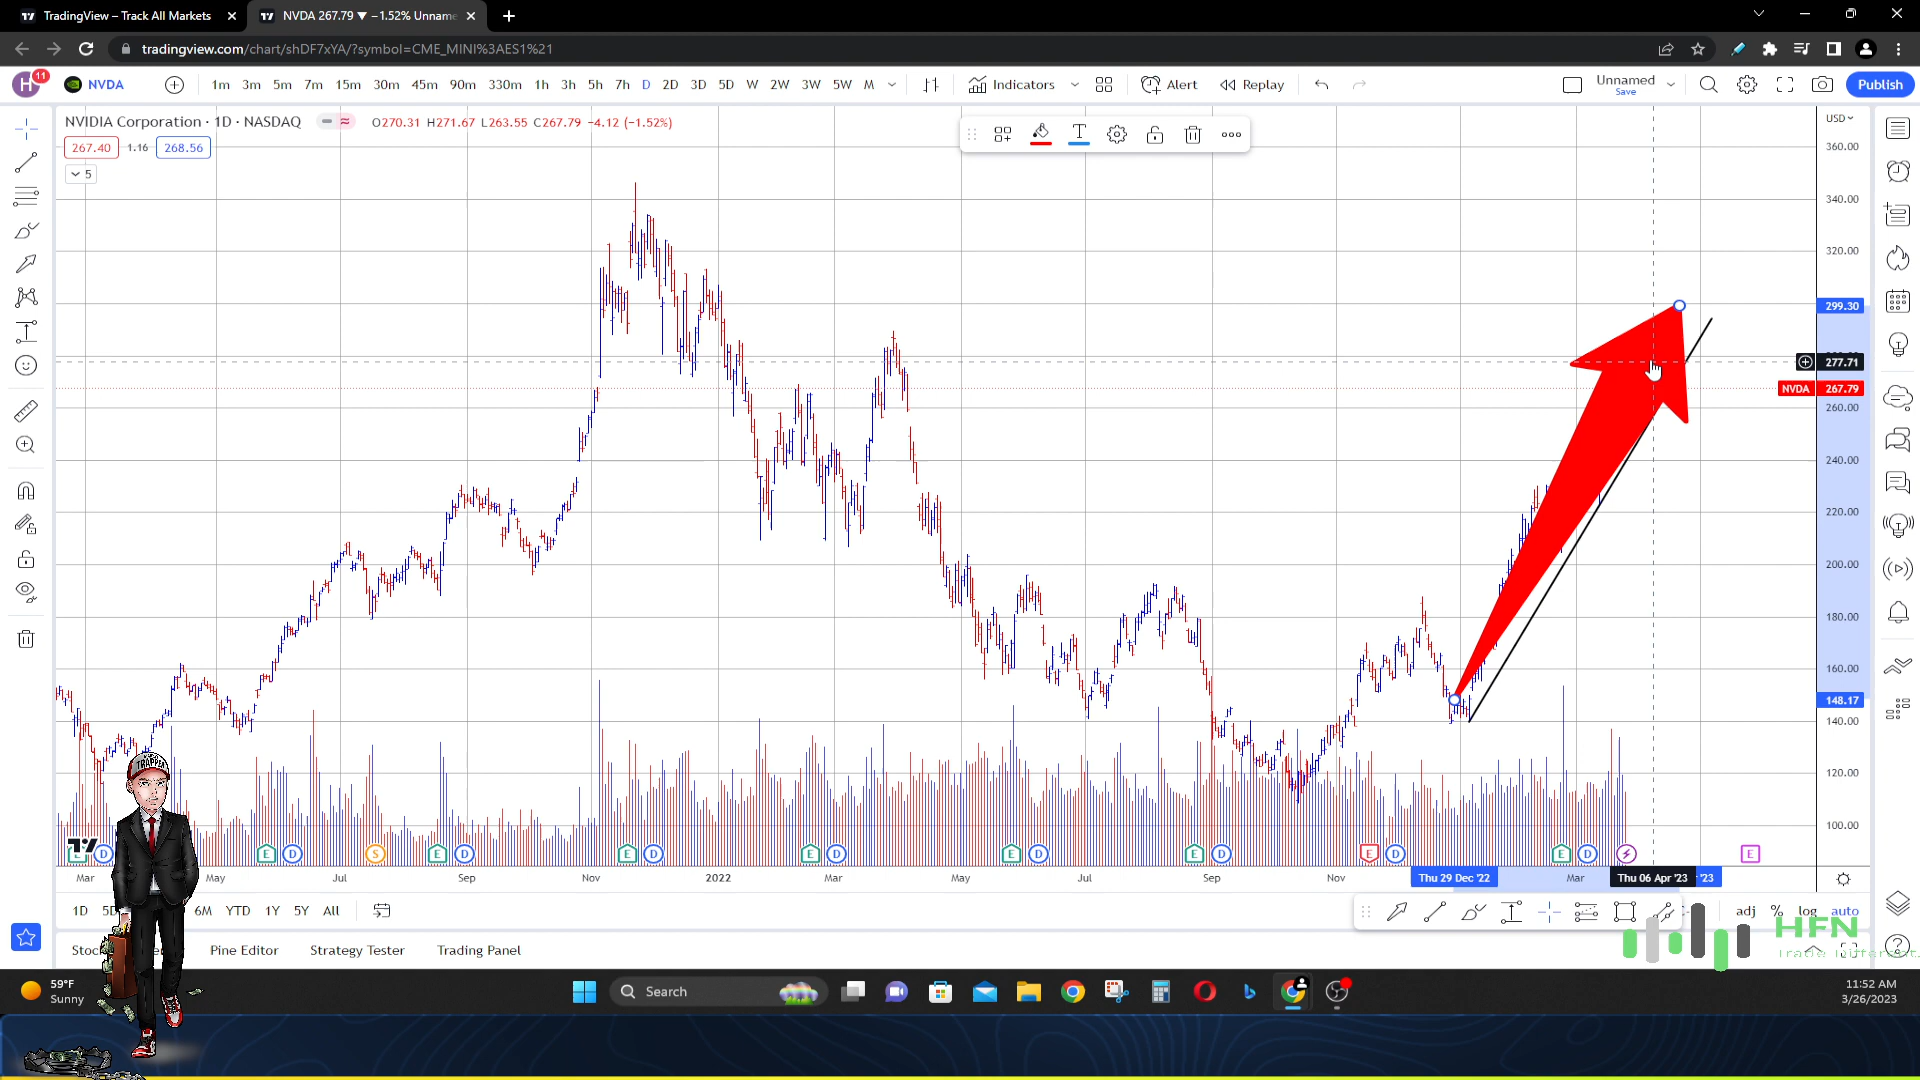 TradingView – Track All Markets
NVDA 267.79 ▼ −1.52% Unname
tradingview.com/chart/shDF7xYA/?symbol=CME_MINI%3AES1%21
H 11 NVDA 1m 3m 5m 7m 15m 30m 45m 90m 330m 1h 3h 5h 7h D 2D 3D 5D W 2W 3W 5W M Indicators Alert Replay Unnamed Publish
Save
NVIDIA Corporation · 1D · NASDAQ O270.31 H271.67 L263.55 C267.79 −4.12 (−1.52%)
267.40 1.16 268.56
5
USD
360.00
340.00
320.00
299.30
277.71
NVDA 267.79
260.00
240.00
220.00
200.00
180.00
160.00
148.17
140.00
120.00
100.00
TRAPPER
E D E D S E D E D E D E D E D E D E D E
Mar May Jul Sep Nov 2022 Mar May Jul Sep Nov Thu 29 Dec '22 Mar Thu 06 Apr '23 '23
1D 5D 6M YTD 1Y 5Y All adj % log auto
HFN
Trade Different.
Pine Editor Strategy Tester Trading Panel
59°F
Sunny
Search
11:52 AM
3/26/2023